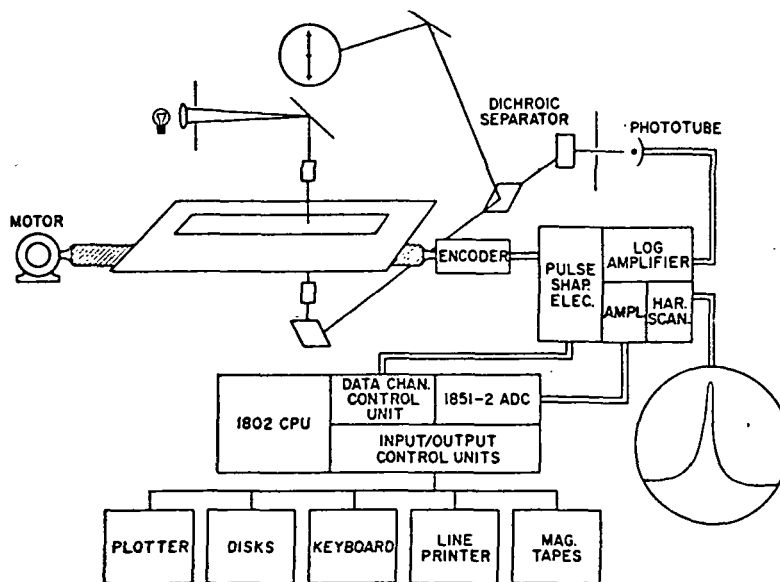 DICHROIC
SEPARATOR
PHOTOTUBE
MOTOR
ENCODER
PULSE
SHAP.
ELEC.
LOG
AMPLIFIER
AMPL.
HAR.
SCAN.
1802 CPU
DATA CHAN.
CONTROL
UNIT
1851-2 ADC
INPUT/OUTPUT
CONTROL UNITS
PLOTTER
DISKS
KEYBOARD
LINE
PRINTER
MAG.
TAPES